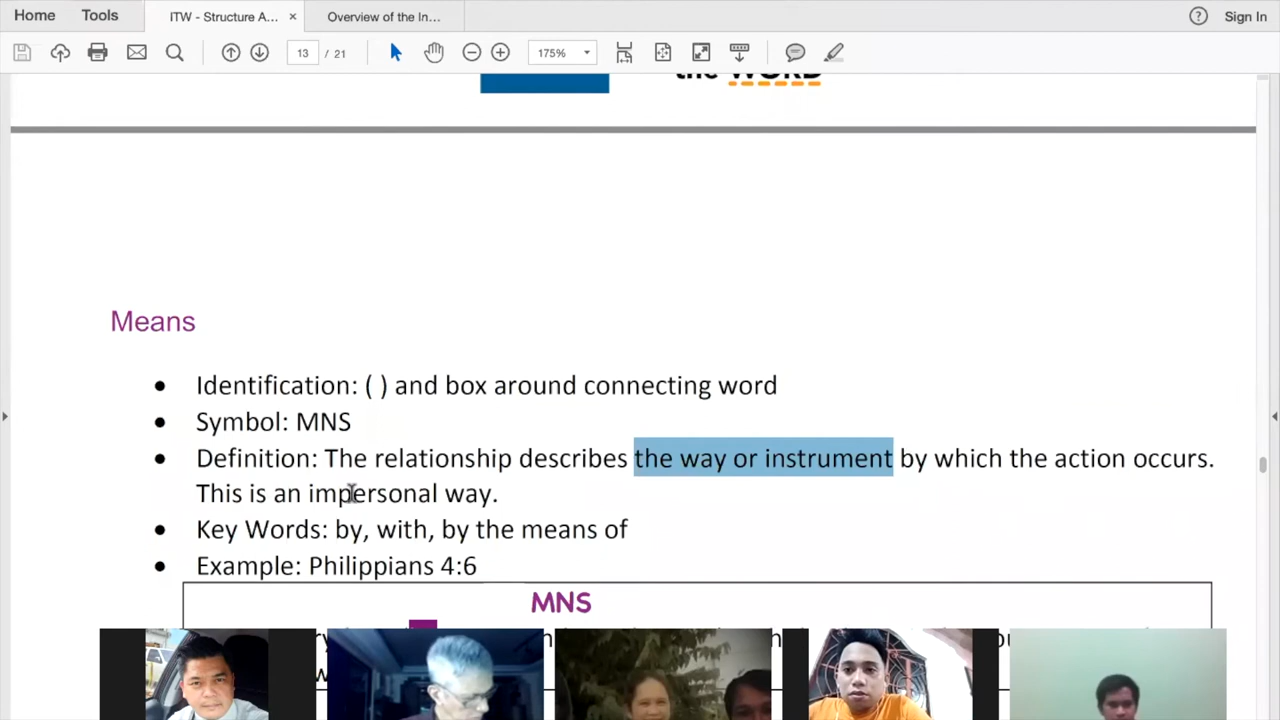 Home Tools ITW - Structure A... × Overview of the In... ? Sign In
13 / 21 175%
the WORD
Means
• Identification: ( ) and box around connecting word
• Symbol: MNS
• Definition: The relationship describes the way or instrument by which the action occurs.
This is an impersonal way.
• Key Words: by, with, by the means of
• Example: Philippians 4:6
MNS